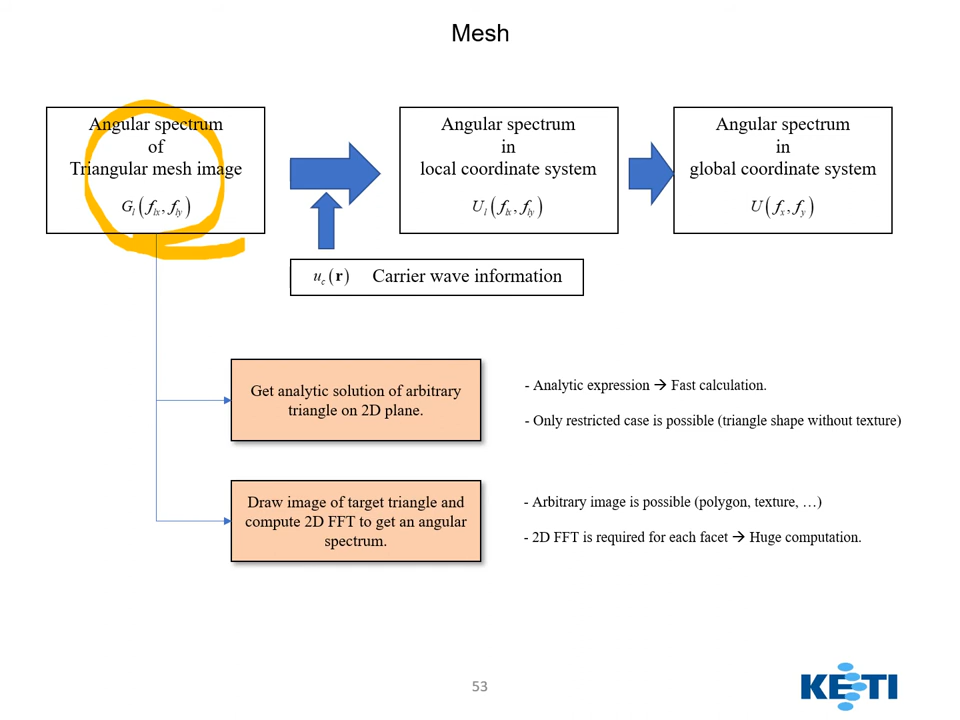 Mesh
Angular spectrum
of
Triangular mesh image
G_l (f_lx, f_ly)
Angular spectrum
in
local coordinate system
U_l (f_lx, f_ly)
Angular spectrum
in
global coordinate system
U (f_x, f_y)
u_c (r) Carrier wave information
Get analytic solution of arbitrary
triangle on 2D plane.
- Analytic expression → Fast calculation.
- Only restricted case is possible (triangle shape without texture)
Draw image of target triangle and
compute 2D FFT to get an angular
spectrum.
- Arbitrary image is possible (polygon, texture, …)
- 2D FFT is required for each facet → Huge computation.
53
KETI